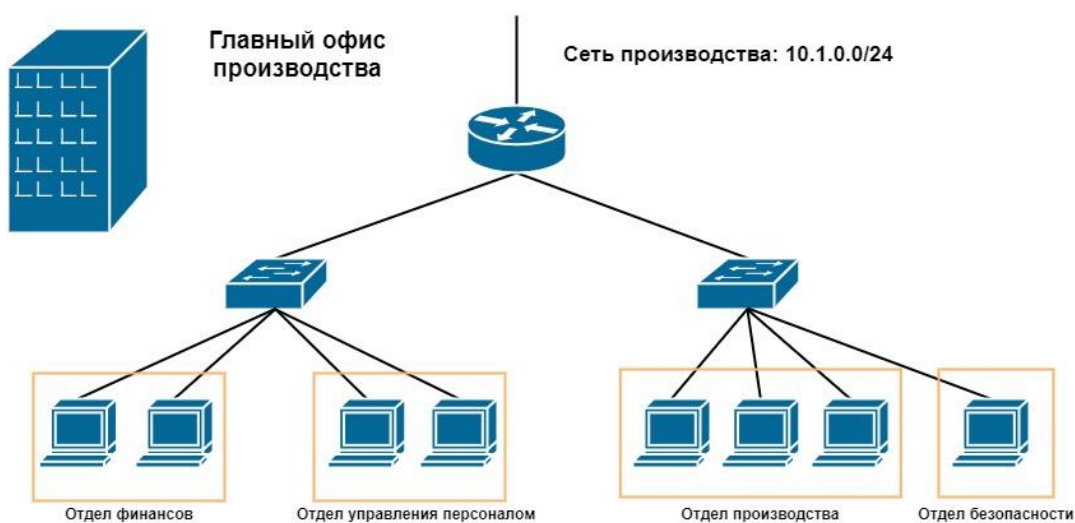 Главный офис
производства
Сеть производства: 10.1.0.0/24
Отдел финансов
Отдел управления персоналом
Отдел производства
Отдел безопасности